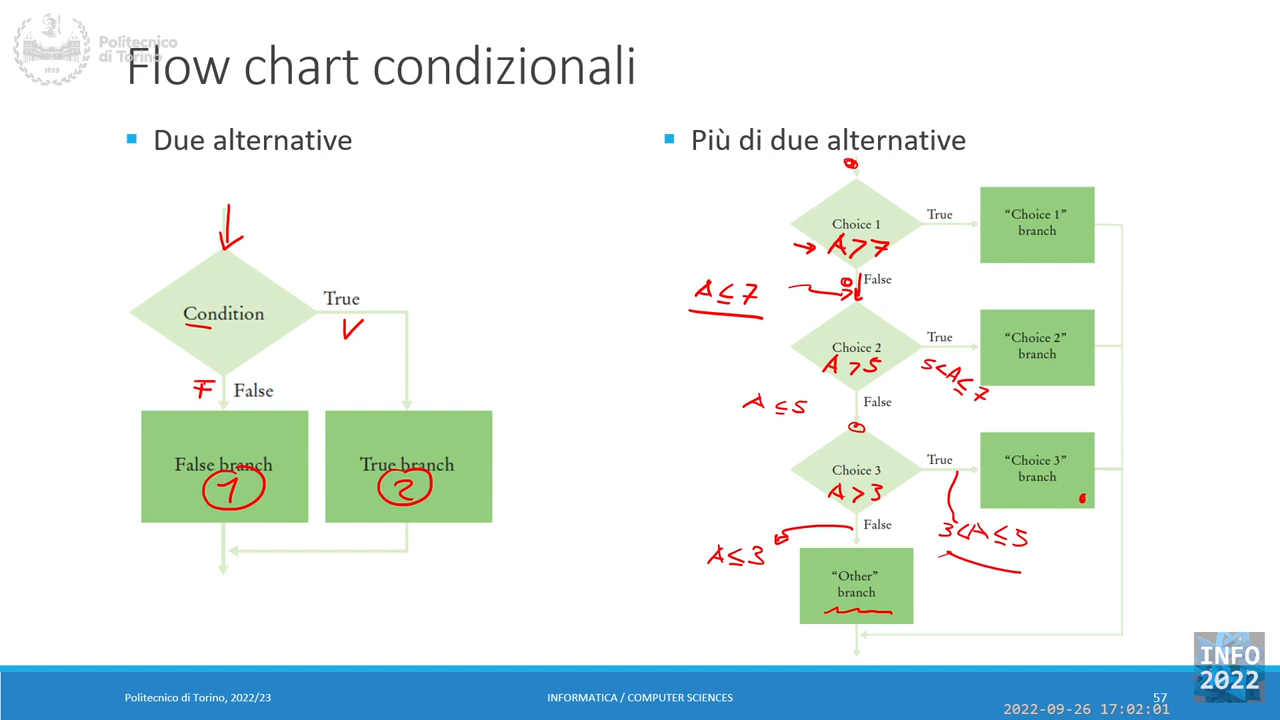 Politecnico
di Torino
1859
Flow chart condizionali
Due alternative
Condition
True
V
F
False
False branch
1
True branch
2
Più di due alternative
Choice 1
A > 7
True
"Choice 1"
branch
False
A ≤ 7
Choice 2
A > 5
True
5 < A ≤ 7
"Choice 2"
branch
False
A ≤ 5
Choice 3
A > 3
True
3 < A ≤ 5
"Choice 3"
branch
False
A ≤ 3
"Other"
branch
Politecnico di Torino, 2022/23
INFORMATICA / COMPUTER SCIENCES
57
INFO
2022
2022-09-26 17:02:01